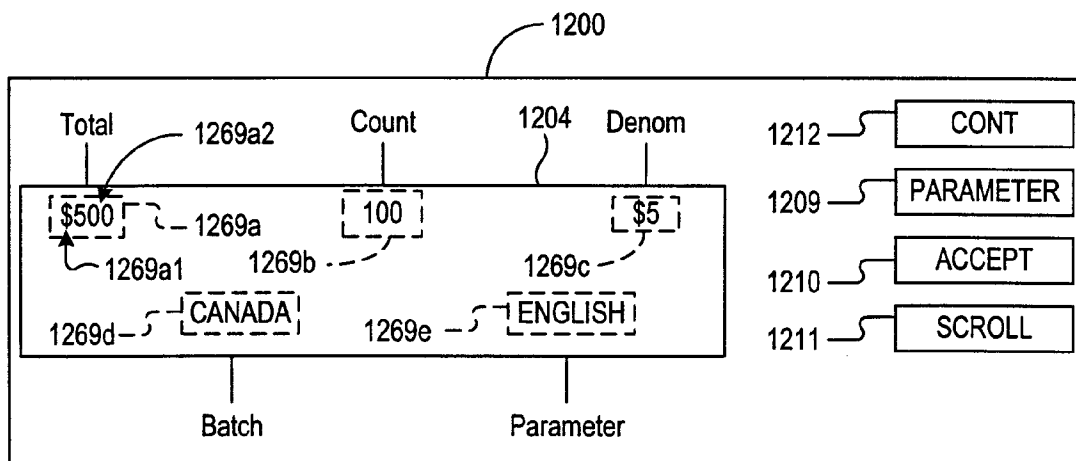 1200
Total
1269a2
Count
1204
Denom
1212
CONT
$500
1269a
100
$5
1209
PARAMETER
1269a1
1269b
1269c
1210
ACCEPT
CANADA
ENGLISH
1269d
1269e
1211
SCROLL
Batch
Parameter